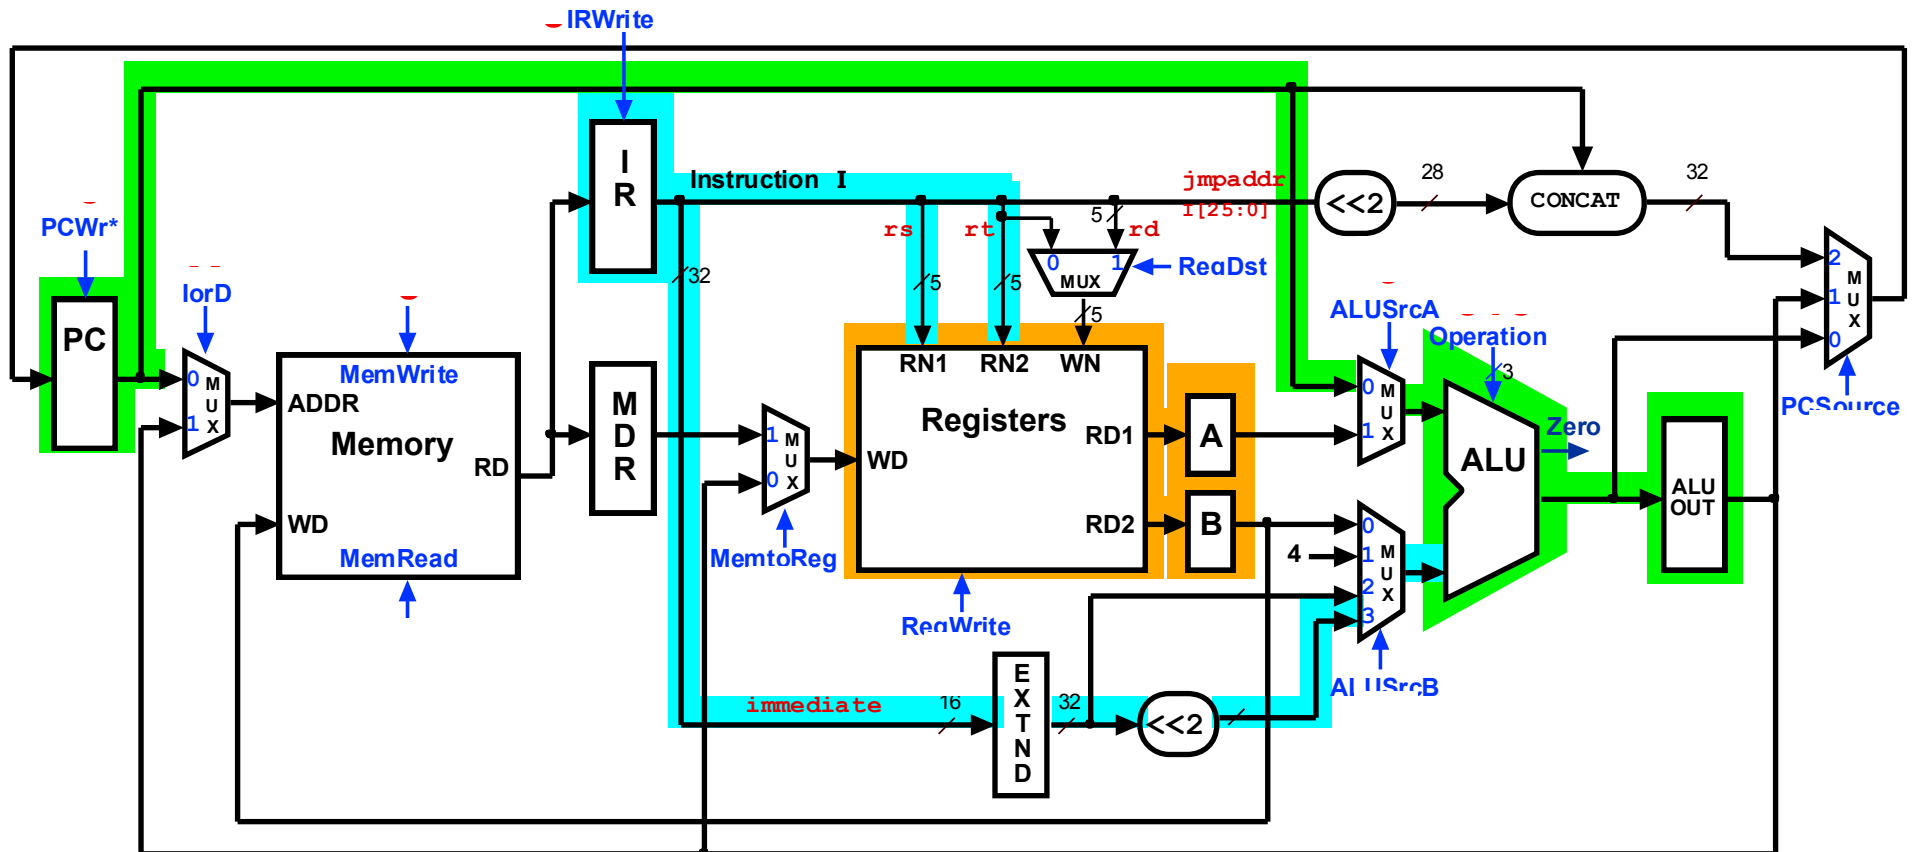 IRWrite
I
R
Instruction I
jmpaddr
I[25:0]
<<2
28
CONCAT
32
PCWr*
PC
IorD
0
1
M
U
X
MemWrite
ADDR
Memory
RD
WD
MemRead
M
D
R
1
0
M
U
X
MemtoReg
32
rs
5
rt
5
5
rd
0
1
MUX
RegDst
5
RN1
RN2
WN
Registers
RD1
WD
RD2
RegWrite
A
B
4
ALUSrcA
0
1
M
U
X
Operation
3
ALU
Zero
ALU
OUT
0
1
2
3
M
U
X
ALUSrcB
2
1
0
M
U
X
PCSource
immediate
16
E
X
T
N
D
32
<<2